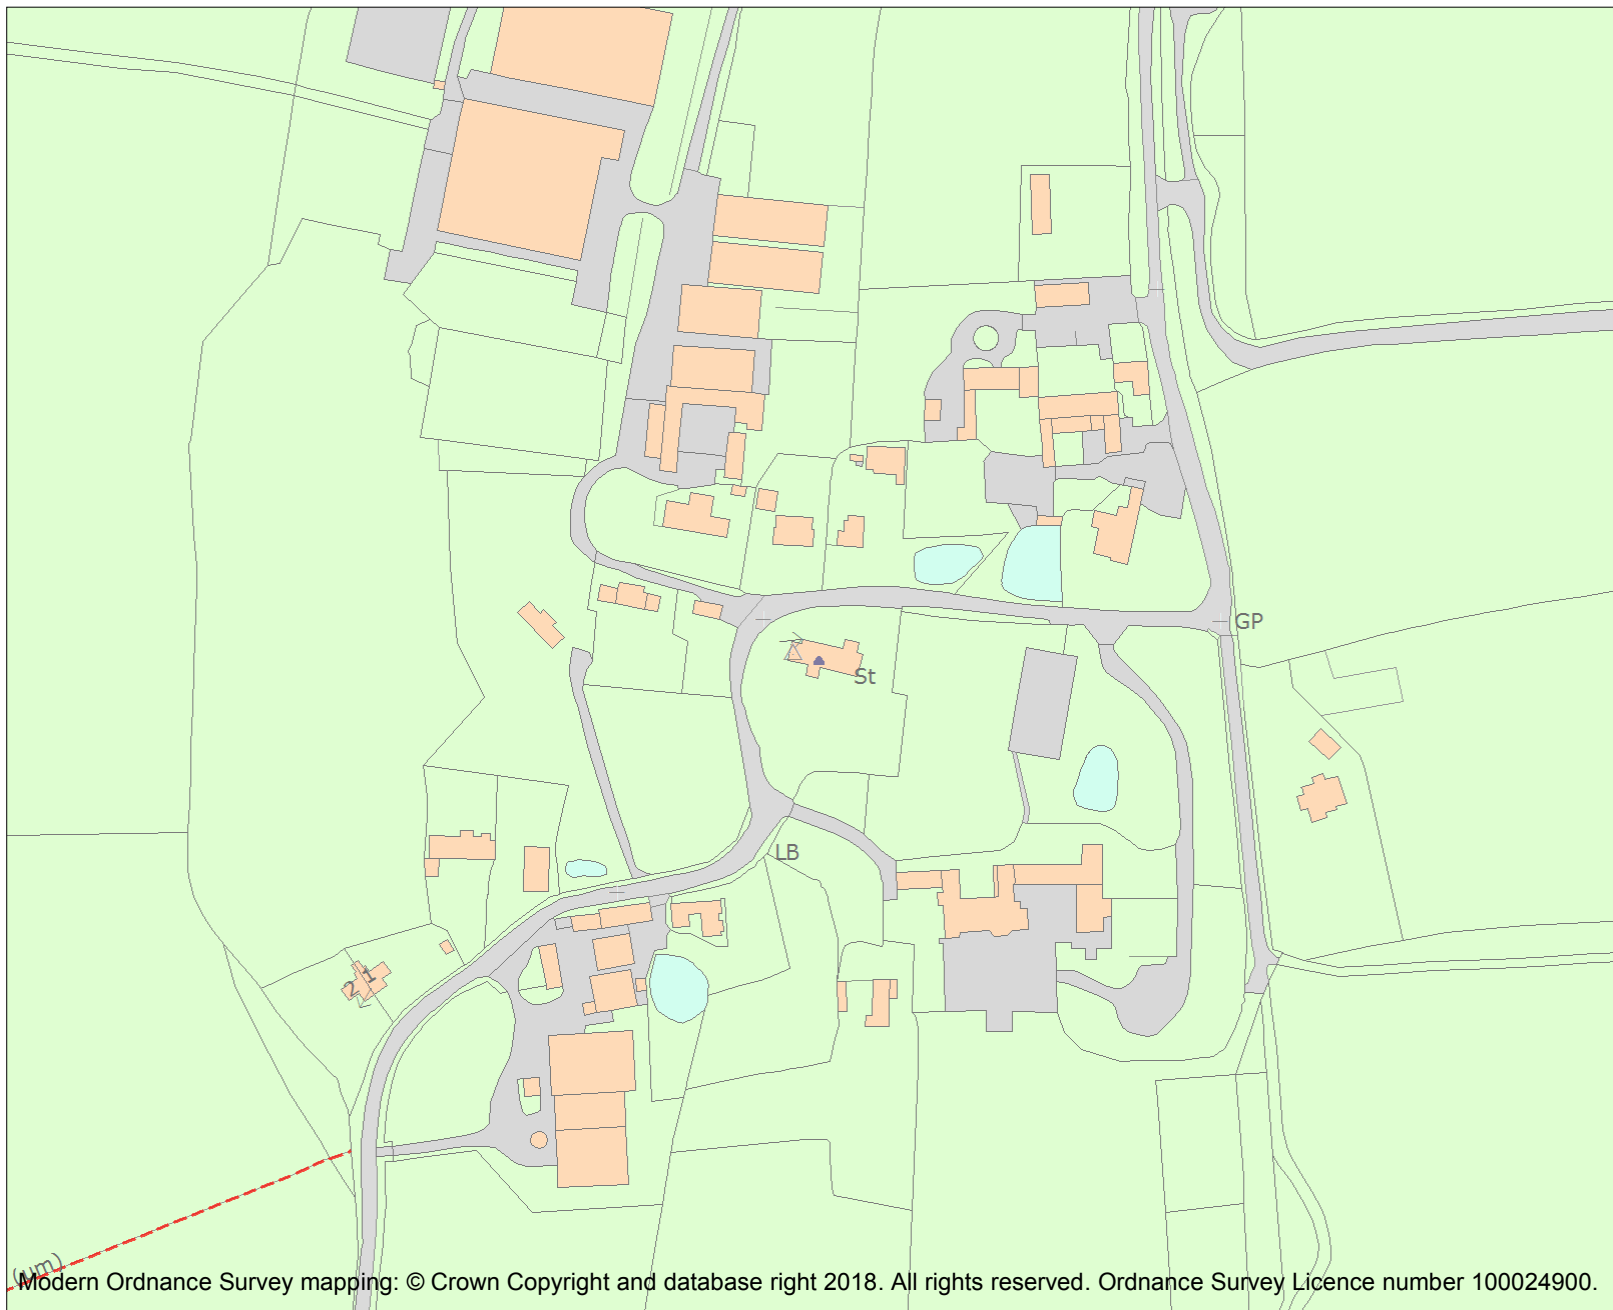 GP
St
LB
1
2
(um)
Modern Ordnance Survey mapping: © Crown Copyright and database right 2018. All rights reserved. Ordnance Survey Licence number 100024900.